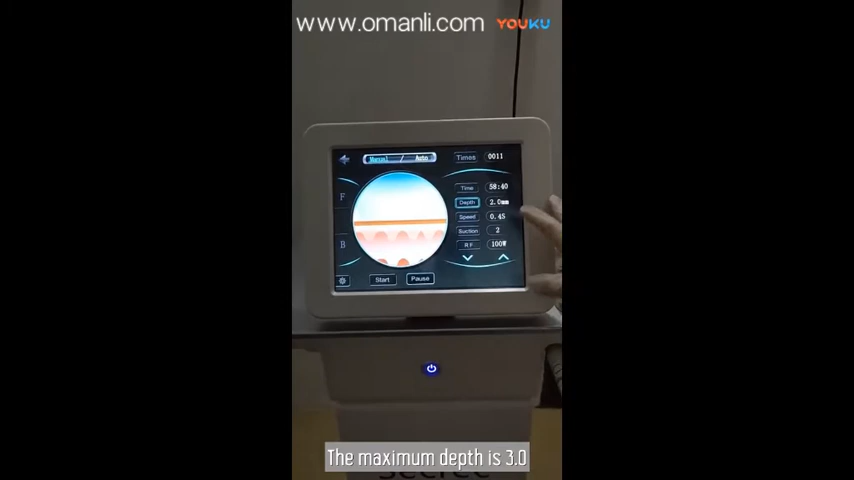 www.omanli.com YOUKU
Manual / Auto
Times 0011
F
Time 58:40
Depth 2.0mm
Speed 0.4S
Suction 2
B
RF 100W
Start Pause
The maximum depth is 3.0